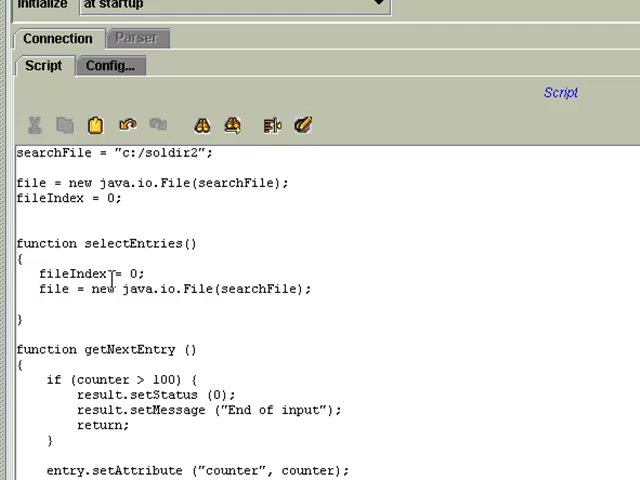 Initialize at startup
Connection Parser
Script Config...
Script
searchFile = "c:/soldir2";
file = new java.io.File(searchFile);
fileIndex = 0;
function selectEntries()
{
fileIndex = 0;
file = new java.io.File(searchFile);
}
function getNextEntry ()
{
if (counter > 100) {
result.setStatus (0);
result.setMessage ("End of input");
return;
}
entry.setAttribute ("counter", counter);